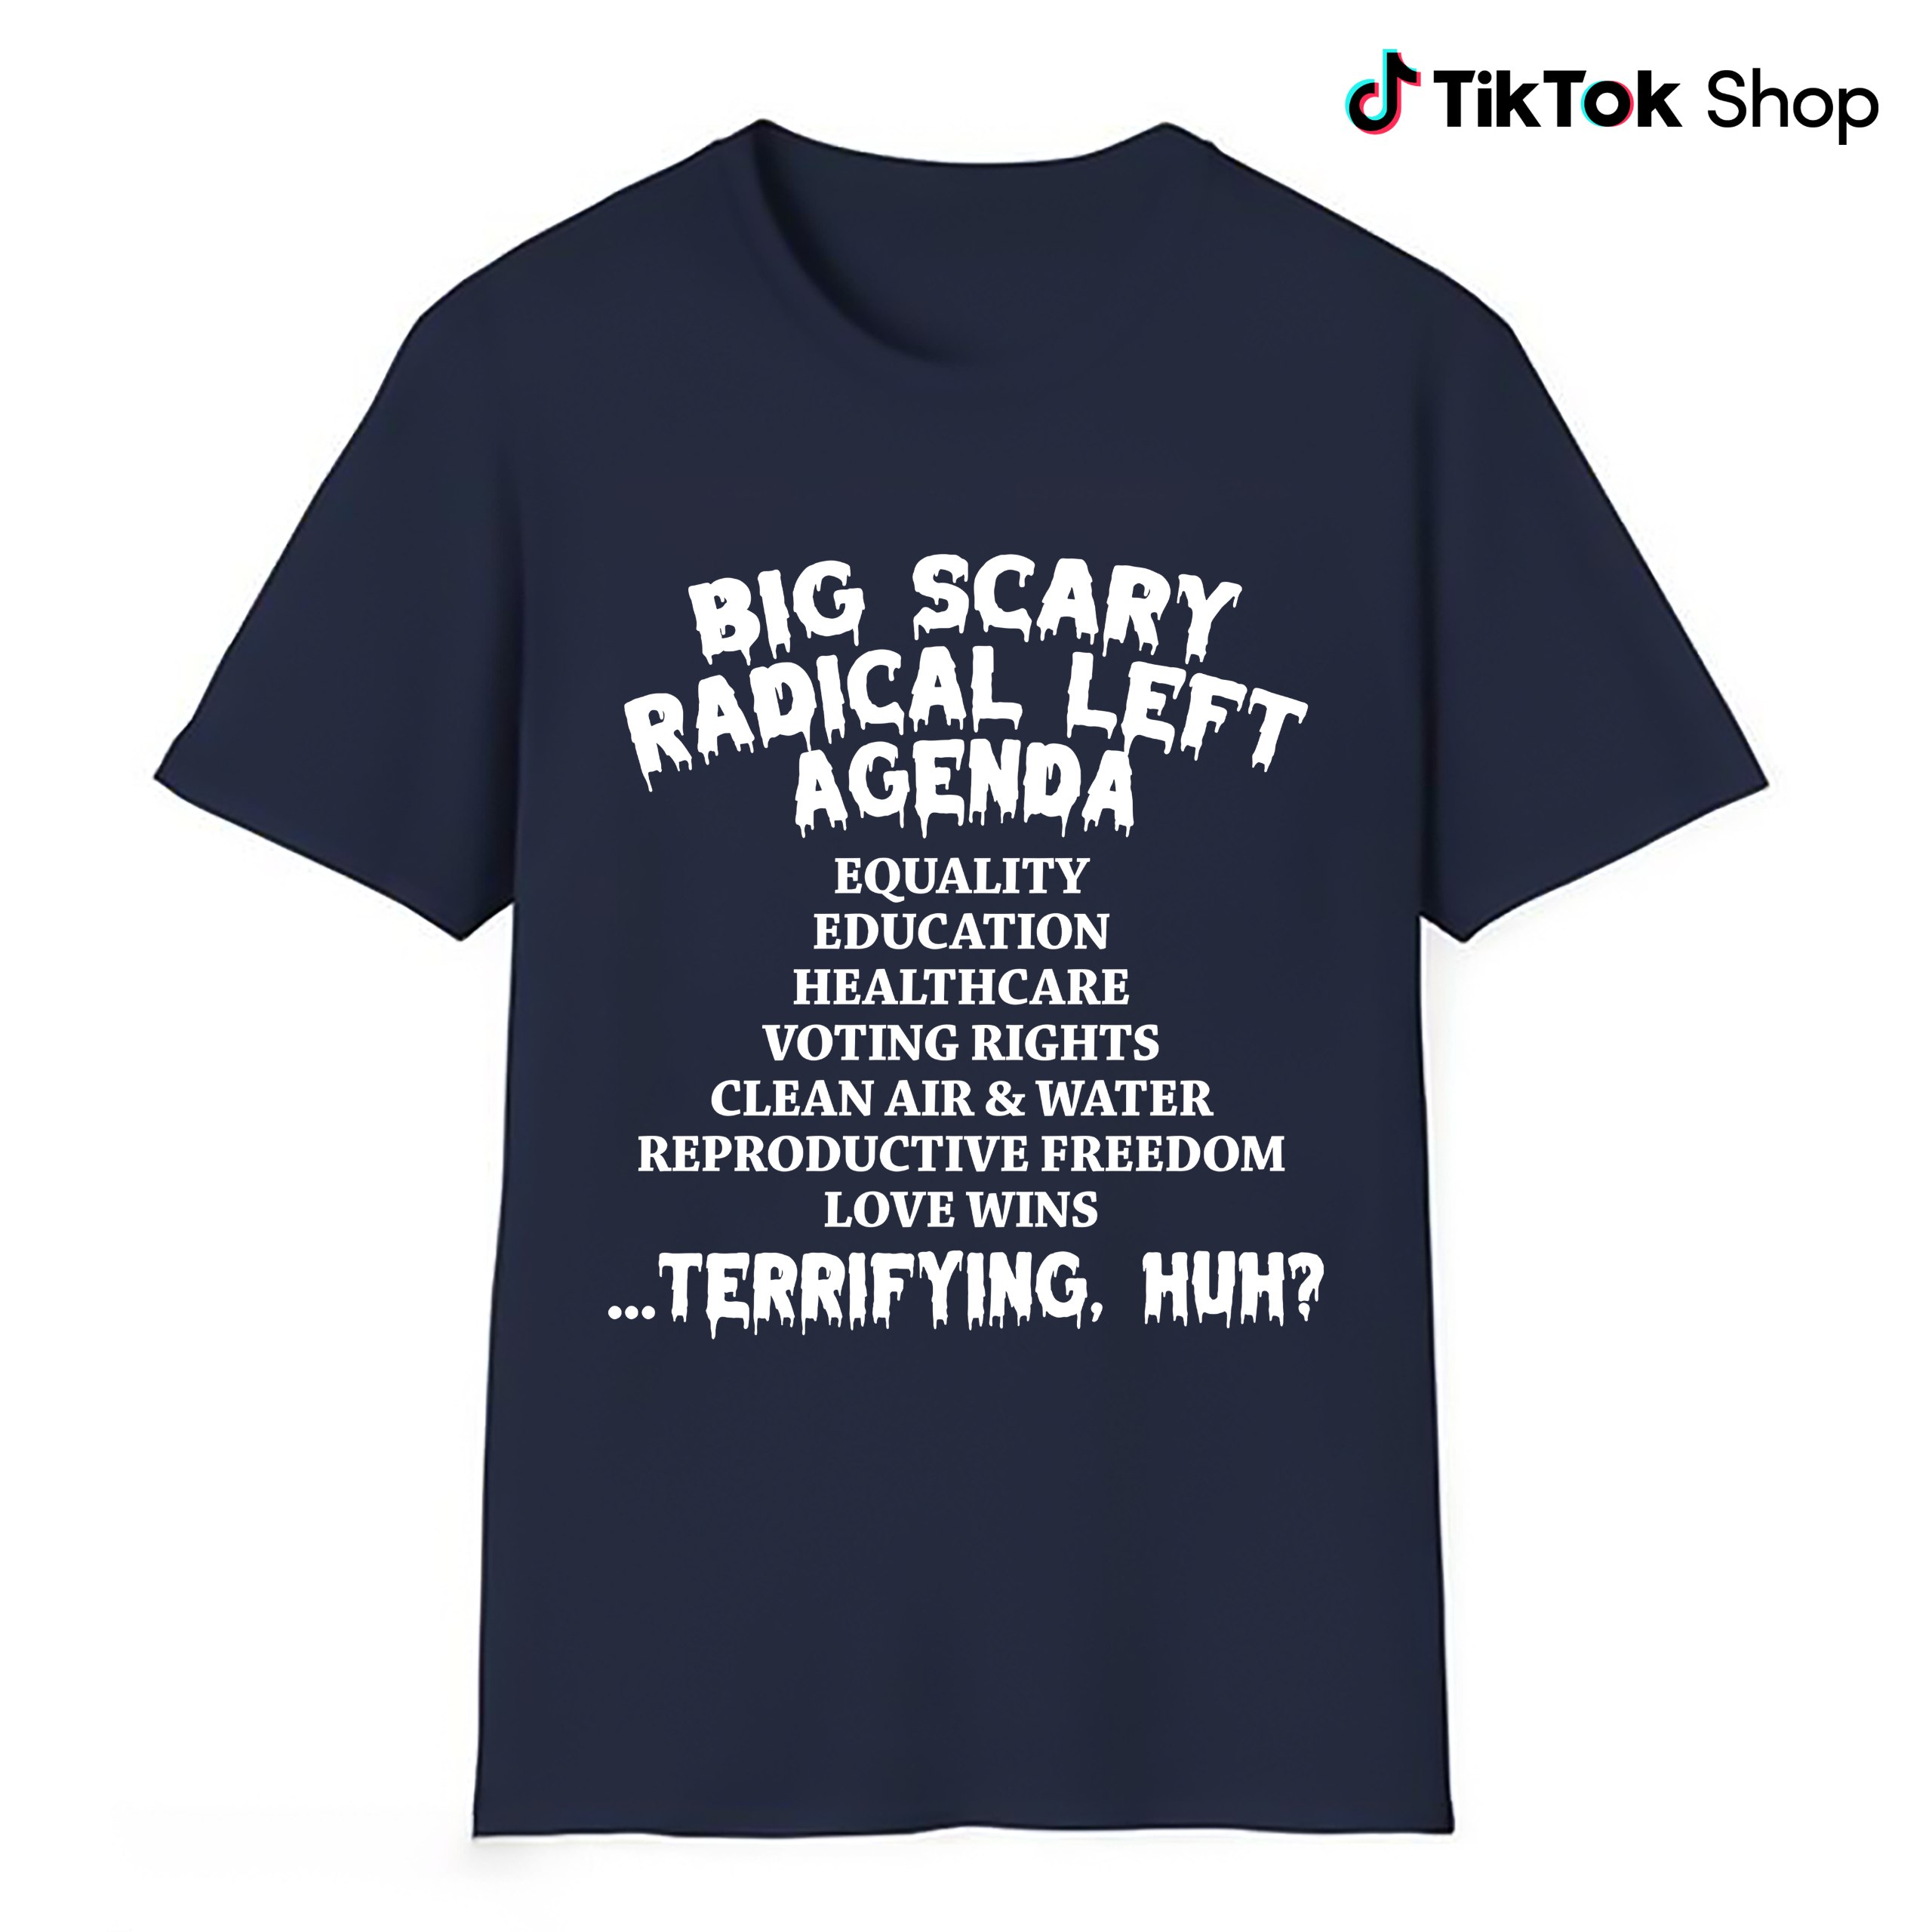 TikTok Shop
BIG SCARY
RADICAL LEFT
AGENDA
EQUALITY
EDUCATION
HEALTHCARE
VOTING RIGHTS
CLEAN AIR & WATER
REPRODUCTIVE FREEDOM
LOVE WINS
...TERRIFYING, HUH?